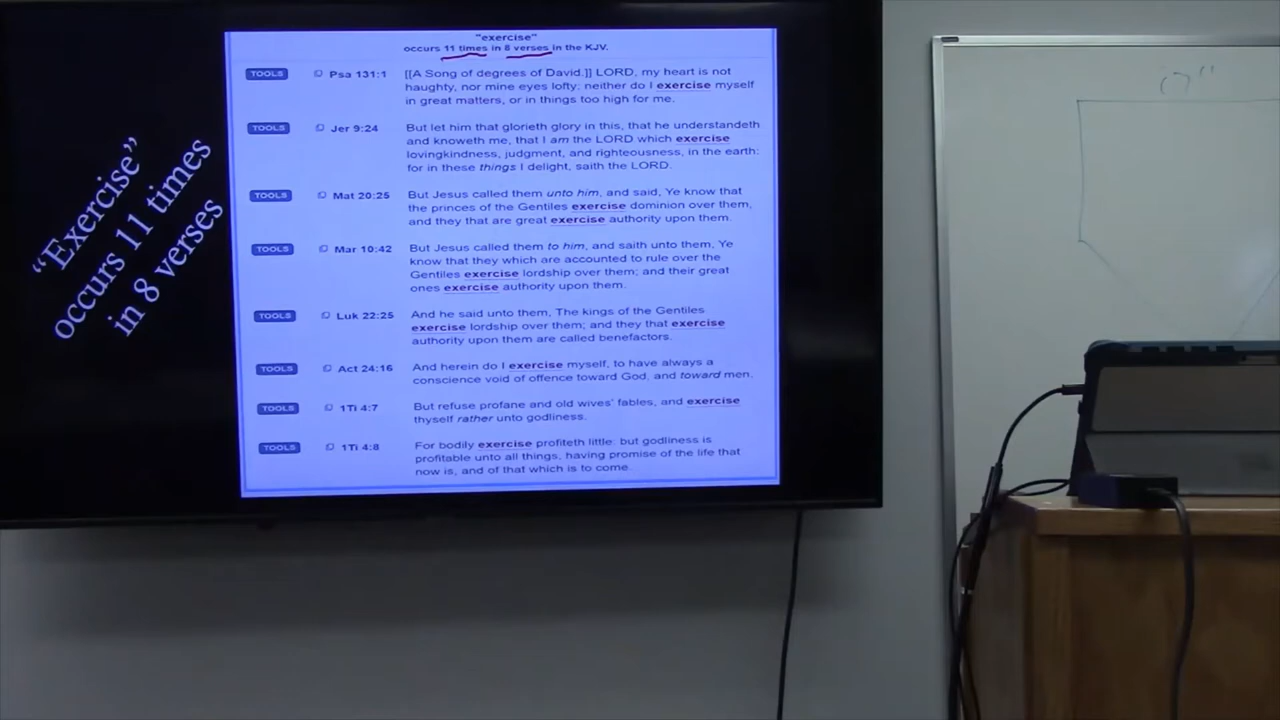 "Exercise"
occurs 11 times
in 8 verses
"exercise"
occurs 11 times in 8 verses in the KJV.
TOOLS Psa 131:1 [[A Song of degrees of David.]] LORD, my heart is not
haughty, nor mine eyes lofty: neither do I exercise myself
in great matters, or in things too high for me.
TOOLS Jer 9:24 But let him that glorieth glory in this, that he understandeth
and knoweth me, that I am the LORD which exercise
lovingkindness, judgment, and righteousness, in the earth:
for in these things I delight, saith the LORD.
TOOLS Mat 20:25 But Jesus called them unto him, and said, Ye know that
the princes of the Gentiles exercise dominion over them,
and they that are great exercise authority upon them.
TOOLS Mar 10:42 But Jesus called them to him, and saith unto them, Ye
know that they which are accounted to rule over the
Gentiles exercise lordship over them; and their great
ones exercise authority upon them.
TOOLS Luk 22:25 And he said unto them, The kings of the Gentiles
exercise lordship over them; and they that exercise
authority upon them are called benefactors.
TOOLS Act 24:16 And herein do I exercise myself, to have always a
conscience void of offence toward God, and toward men.
TOOLS 1Ti 4:7 But refuse profane and old wives' fables, and exercise
thyself rather unto godliness.
TOOLS 1Ti 4:8 For bodily exercise profiteth little: but godliness is
profitable unto all things, having promise of the life that
now is, and of that which is to come.